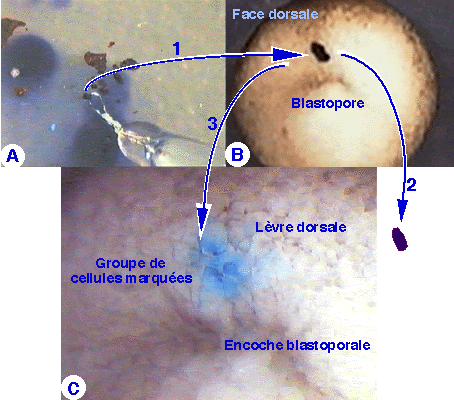 Face dorsale
1
Blastopore
A
B
3
2
Lèvre dorsale
Groupe de
cellules marquées
Encoche blastoporale
C